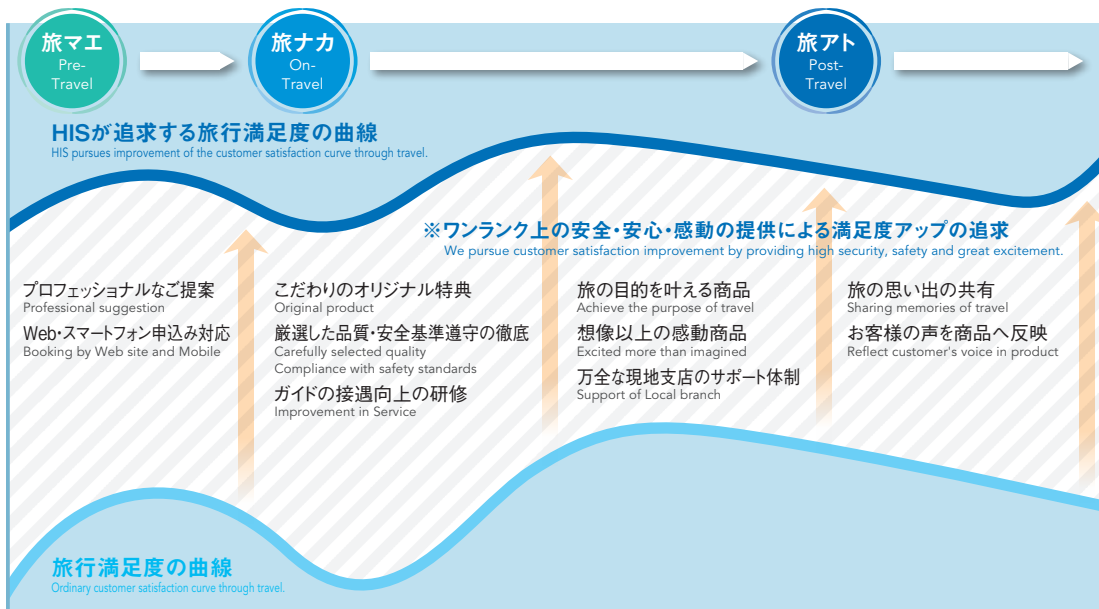 旅マエ
Pre-
Travel
旅ナカ
On-
Travel
旅アト
Post-
Travel
HISが追求する旅行満足度の曲線
HIS pursues improvement of the customer satisfaction curve through travel.
※ワンランク上の安全・安心・感動の提供による満足度アップの追求
We pursue customer satisfaction improvement by providing high security, safety and great excitement.
プロフェッショナルなご提案
Professional suggestion
Web・スマートフォン申込み対応
Booking by Web site and Mobile
こだわりのオリジナル特典
Original product
厳選した品質・安全基準遵守の徹底
Carefully selected quality
Compliance with safety standards
ガイドの接遇向上の研修
Improvement in Service
旅の目的を叶える商品
Achieve the purpose of travel
想像以上の感動商品
Excited more than imagined
万全な現地支店のサポート体制
Support of Local branch
旅の思い出の共有
Sharing memories of travel
お客様の声を商品へ反映
Reflect customer's voice in product
旅行満足度の曲線
Ordinary customer satisfaction curve through travel.